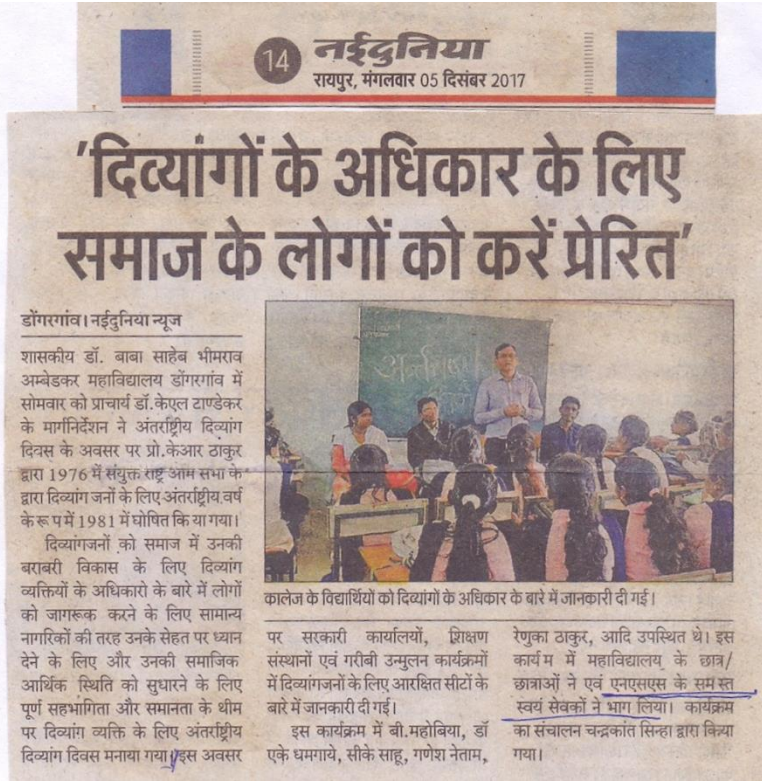 14
नईदुनिया
रायपुर, मंगलवार 05 दिसंबर 2017
'दिव्यांगों के अधिकार के लिए
समाज के लोगों को करें प्रेरित'
डोंगरगांव। नईदुनिया न्यूज
शासकीय डॉ. बाबा साहेब भीमराव
अम्बेडकर महाविद्यालय डोंगरगांव में
सोमवार को प्राचार्य डॉ.केएल टाण्डेकर
के मार्गनिर्देशन ने अंतरर्राष्ट्रीय दिव्यांग
दिवस के अवसर पर प्रो.केआर ठाकुर
द्वारा 1976 में संयुक्त राष्ट्र आम सभा के
द्वारा दिव्यांग जनों के लिए अंतर्राष्ट्रीय वर्ष
के रू प में 1981 में घोषित कि या गया।
दिव्यांगजनों को समाज में उनकी
बराबरी विकास के लिए दिव्यांग
व्यक्तियों के अधिकारो के बारे में लोगों
को जागरूक करने के लिए सामान्य
नागरिकों की तरह उनके सेहत पर ध्यान
देने के लिए और उनकी समाजिक
आर्थिक स्थिति को सुधारने के लिए
पूर्ण सहभागिता और समानता के थीम
पर दिव्यांग व्यक्ति के लिए अंतर्राष्ट्रीय
दिव्यांग दिवस मनाया गया। इस अवसर
अन्तर्राष्ट्रीय
कालेज के विद्यार्थियों को दिव्यांगों के अधिकार के बारे में जानकारी दी गई।
पर सरकारी कार्यालयों, शिक्षण
संस्थानों एवं गरीबी उन्मुलन कार्यक्रमों
में दिव्यांगजनों के लिए आरक्षित सीटों के
बारे में जानकारी दी गई।
इस कार्यक्रम में बी.महोबिया, डॉ
एके धमगाये, सीके साहू, गणेश नेताम,
रेणुका ठाकुर, आदि उपस्थित थे। इस
कार्य म में महाविद्यालय के छात्र/
छात्राओं ने एवं एनएसएस के समस्त
स्वयं सेवकों ने भाग लिया। कार्यक्रम
का संचालन चन्द्रकांत सिन्हा द्वारा किया
गया।